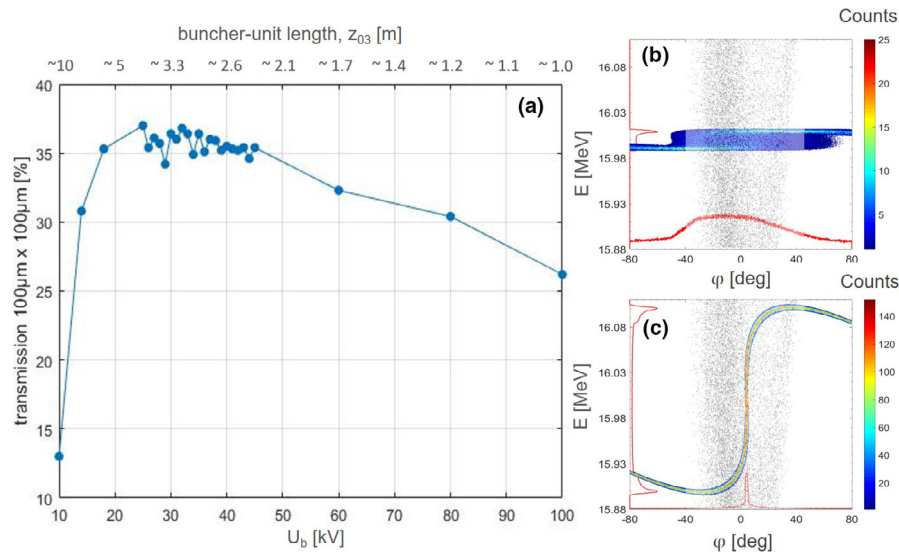 buncher-unit length, z03 [m]
~10 ~ 5 ~ 3.3 ~ 2.6 ~ 2.1 ~ 1.7 ~ 1.4 ~ 1.2 ~ 1.1 ~ 1.0
(a)
40
35
30
25
20
15
10
transmission 100μm x 100μm [%]
10 20 30 40 50 60 70 80 90 100
Ub [kV]
Counts
(b)
16.08
16.03
15.98
15.93
15.88
E [MeV]
-80 -40 0 40 80
φ [deg]
25
20
15
10
5
Counts
(c)
16.08
16.03
15.98
15.93
15.88
E [MeV]
-80 -40 0 40 80
φ [deg]
140
120
100
80
60
40
20